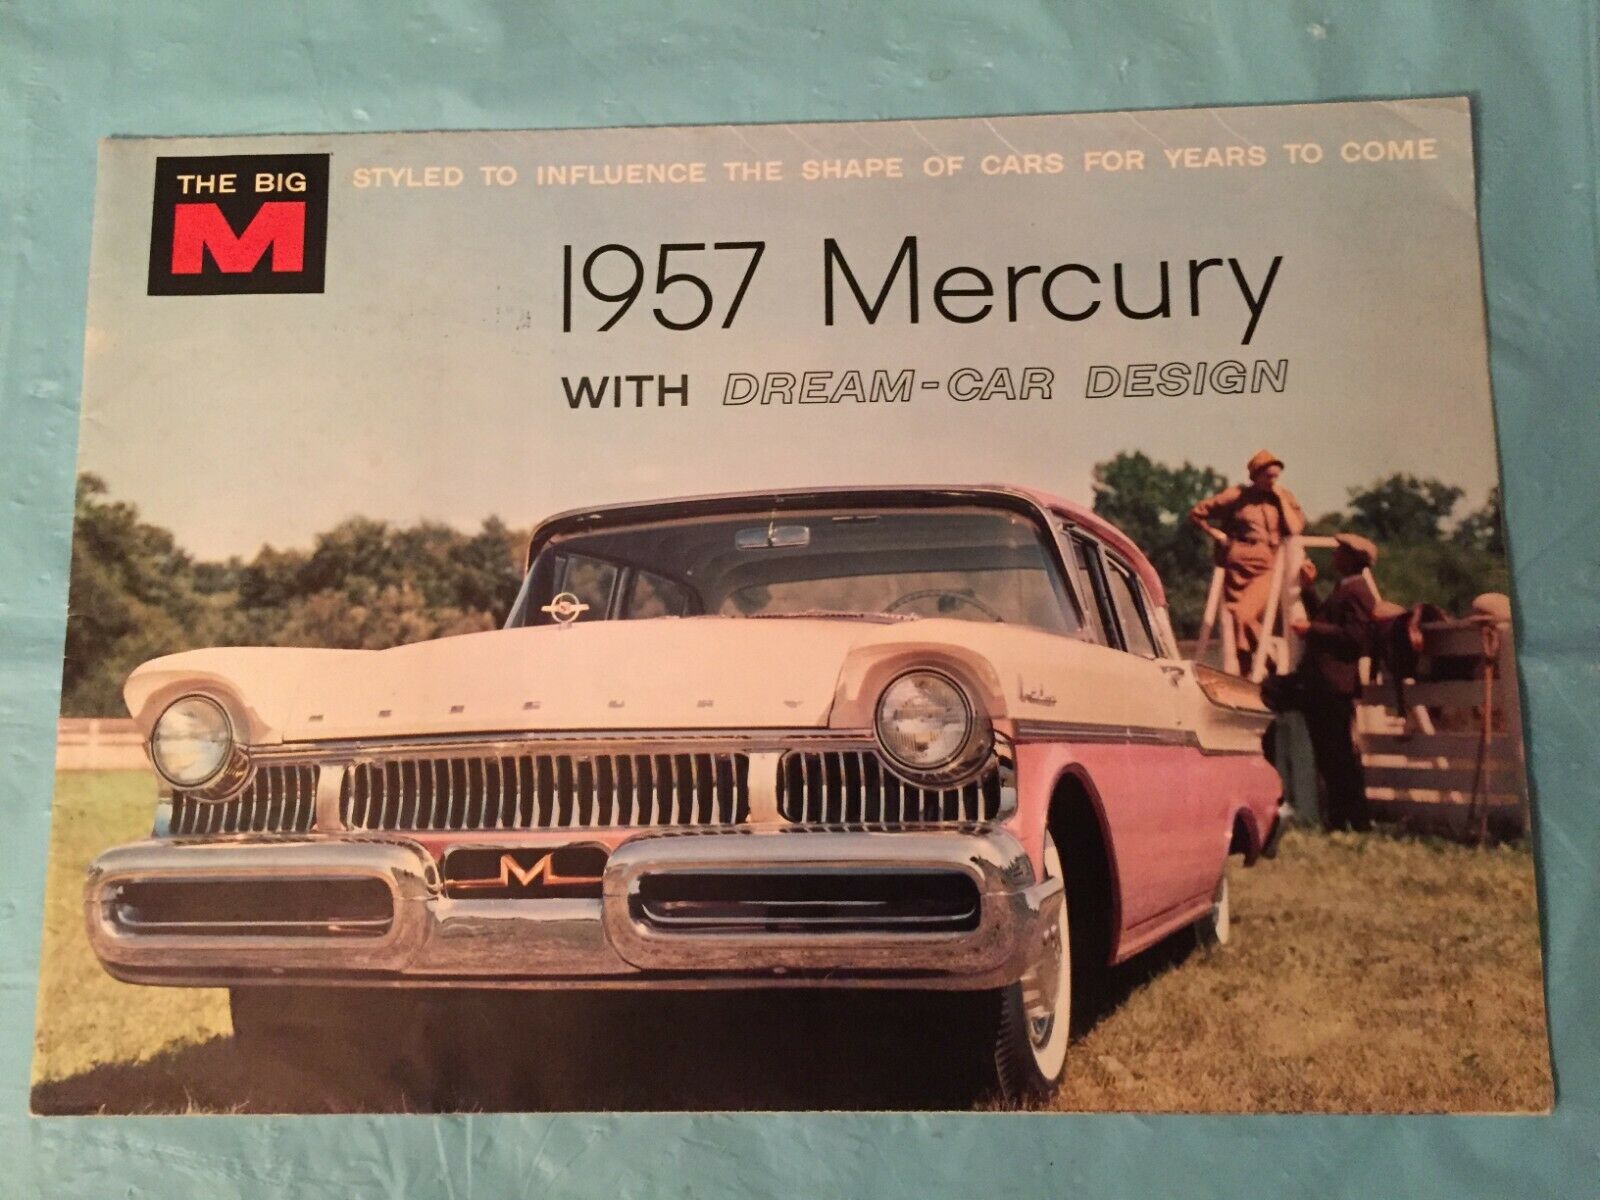 THE BIG
M
STYLED TO INFLUENCE THE SHAPE OF CARS FOR YEARS TO COME
1957 Mercury
WITH DREAM-CAR DESIGN
MERCURY
M